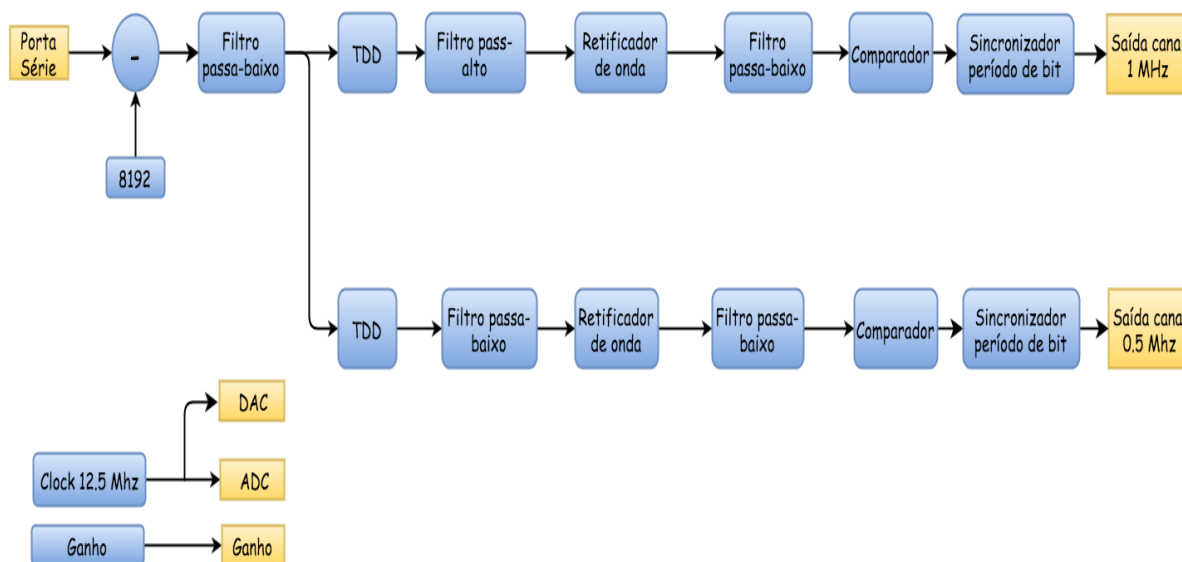 Porta
Série
-
8192
Filtro
passa-baixo
TDD
Filtro pass-
alto
Retificador
de onda
Filtro
passa-baixo
Comparador
Sincronizador
período de bit
Saída canal
1 MHz
TDD
Filtro passa-
baixo
Retificador
de onda
Filtro passa-
baixo
Comparador
Sincronizador
período de bit
Saída canal
0.5 Mhz
Clock 12.5 Mhz
DAC
ADC
Ganho
Ganho